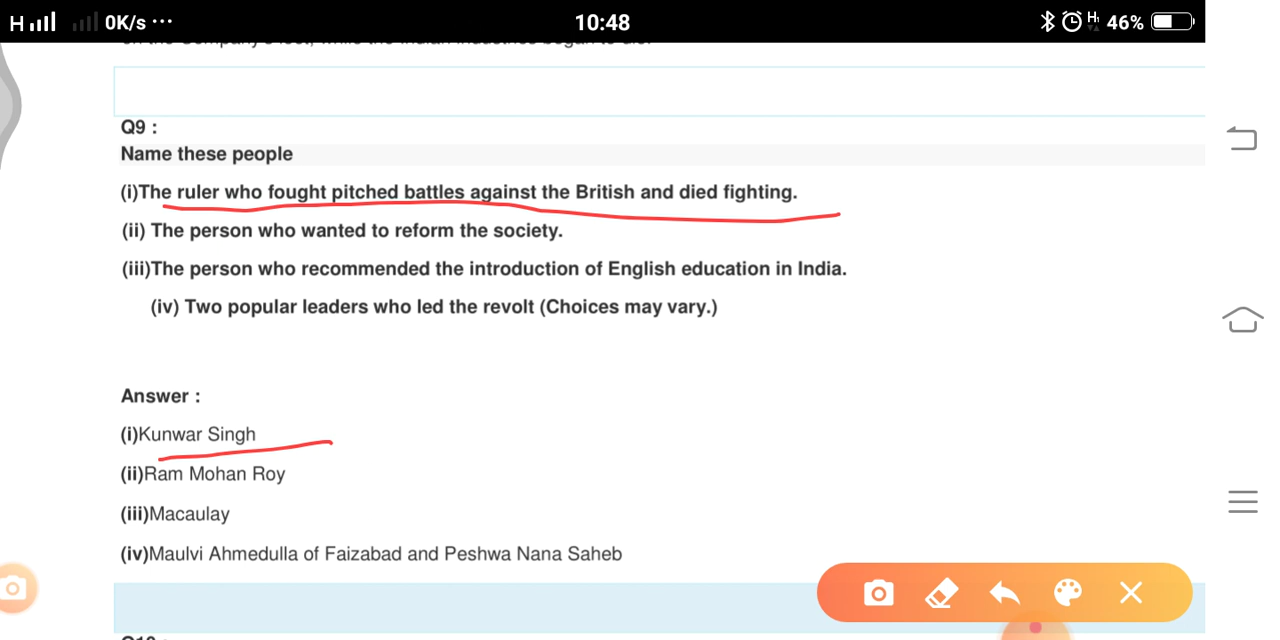 H 0K/s ··· 10:48 H 46%
Q9 :
Name these people
(i)The ruler who fought pitched battles against the British and died fighting.
(ii) The person who wanted to reform the society.
(iii)The person who recommended the introduction of English education in India.
(iv) Two popular leaders who led the revolt (Choices may vary.)
Answer :
(i)Kunwar Singh
(ii)Ram Mohan Roy
(iii)Macaulay
(iv)Maulvi Ahmedulla of Faizabad and Peshwa Nana Saheb